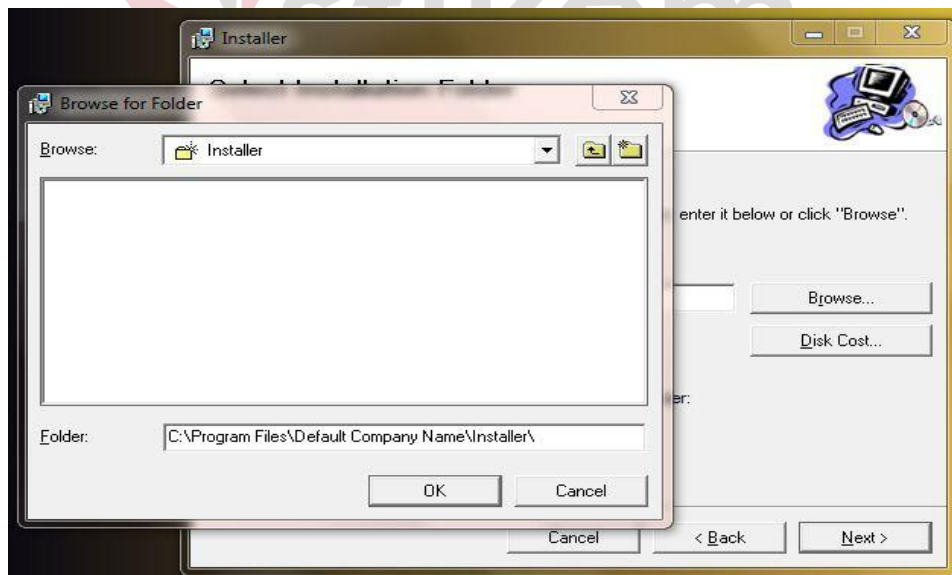 Installer
Browse for Folder
Browse:
Installer
enter it below or click "Browse".
Browse...
Disk Cost...
er:
Folder:
C:\Program Files\Default Company Name\Installer\
OK
Cancel
Cancel
< Back
Next >